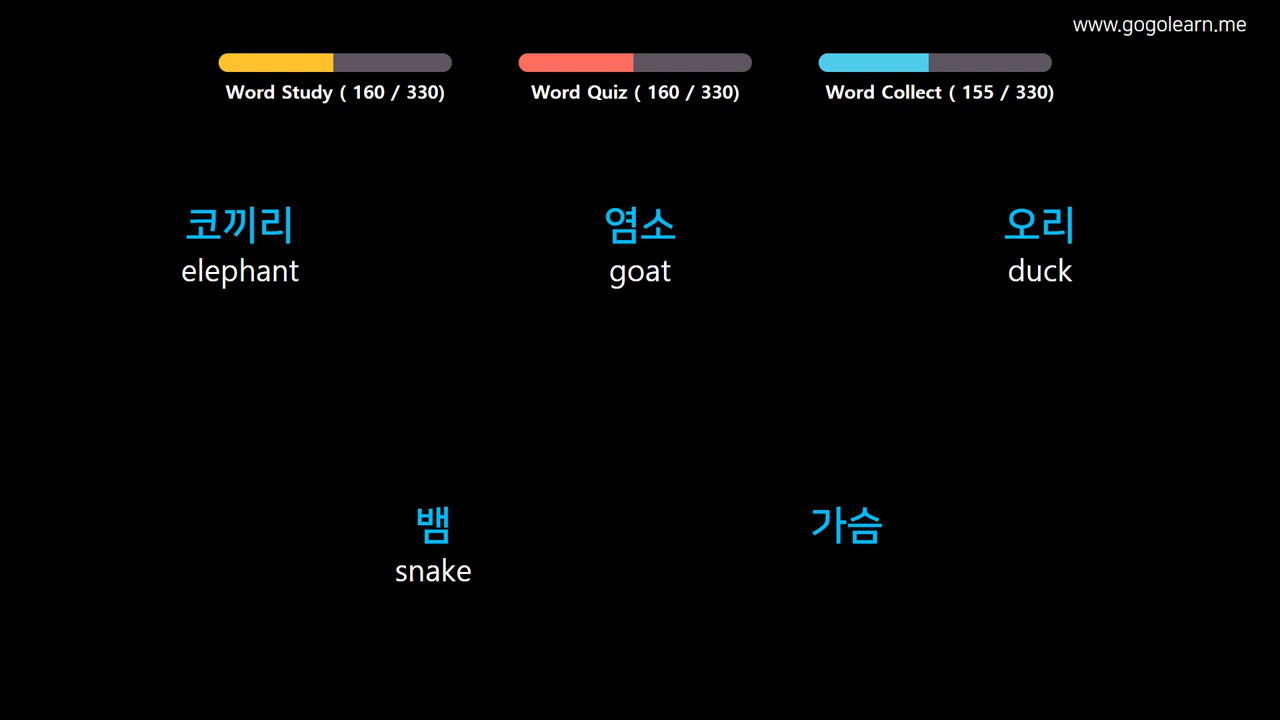 www.gogolearn.me
Word Study ( 160 / 330)
Word Quiz ( 160 / 330)
Word Collect ( 155 / 330)
코끼리
elephant
염소
goat
오리
duck
뱀
snake
가슴